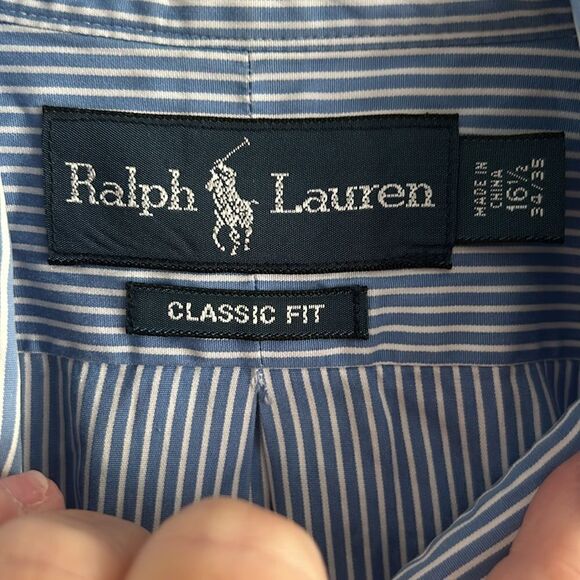 Ralph Lauren
MADE IN
CHINA
16½
34/35
CLASSIC FIT